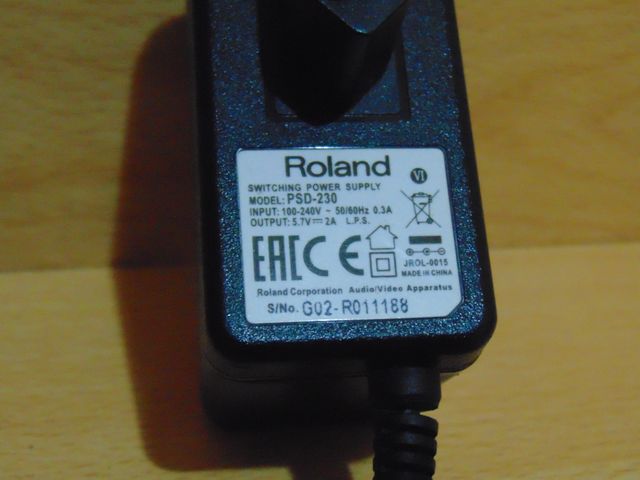 Roland
VI
SWITCHING POWER SUPPLY
MODEL: PSD-230
INPUT: 100-240V ~ 50/60Hz 0.3A
OUTPUT: 5.7V⎓2A L.P.S.
EAC CE
JROL-0015
MADE IN CHINA
Roland Corporation Audio/Video Apparatus
S/No. G02-R011188